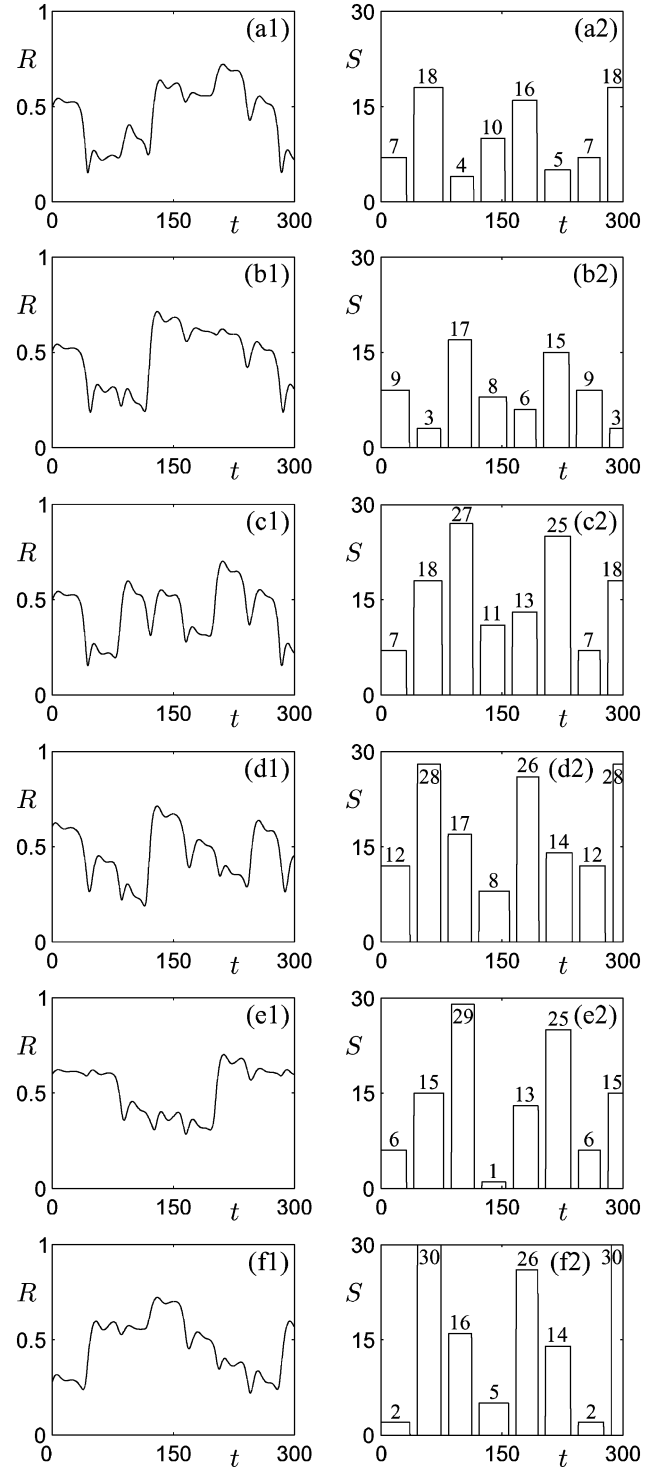 1 (a1) 30 (a2)
R S
18 18
16
0.5 15
10
7 7
4 5
0 0
0 150 t 300 0 150 t 300
1 (b1) 30 (b2)
R S
17
0.5 15 15
9 8 9
6
3 3
0 0
0 150 t 300 0 150 t 300
1 (c1) 30 27 (c2)
R S 25
18 18
0.5 15
11 13
7 7
0 0
0 150 t 300 0 150 t 300
1 (d1) 30 26 (d2)
R S 28 28
17
0.5 15 14
12 12
8
0 0
0 150 t 300 0 150 t 300
1 (e1) 30 (e2)
R S 29 25
15 15
0.5 15 13
6 6
1
0 0
0 150 t 300 0 150 t 300
1 (f1) 30 (f2)
R S 30 26 30
16
0.5 15 14
5
2 2
0 0
0 150 t 300 0 150 t 300